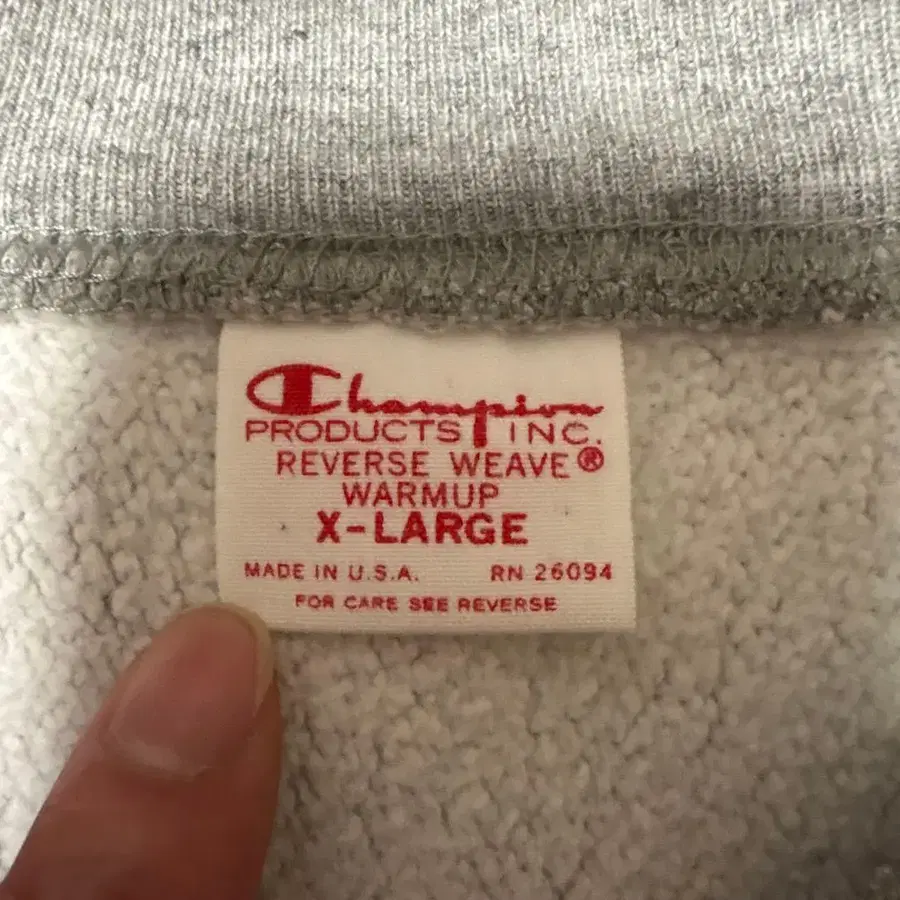 Champion
PRODUCTS INC.
REVERSE WEAVE®
WARMUP
X-LARGE
MADE IN U.S.A. RN 26094
FOR CARE SEE REVERSE